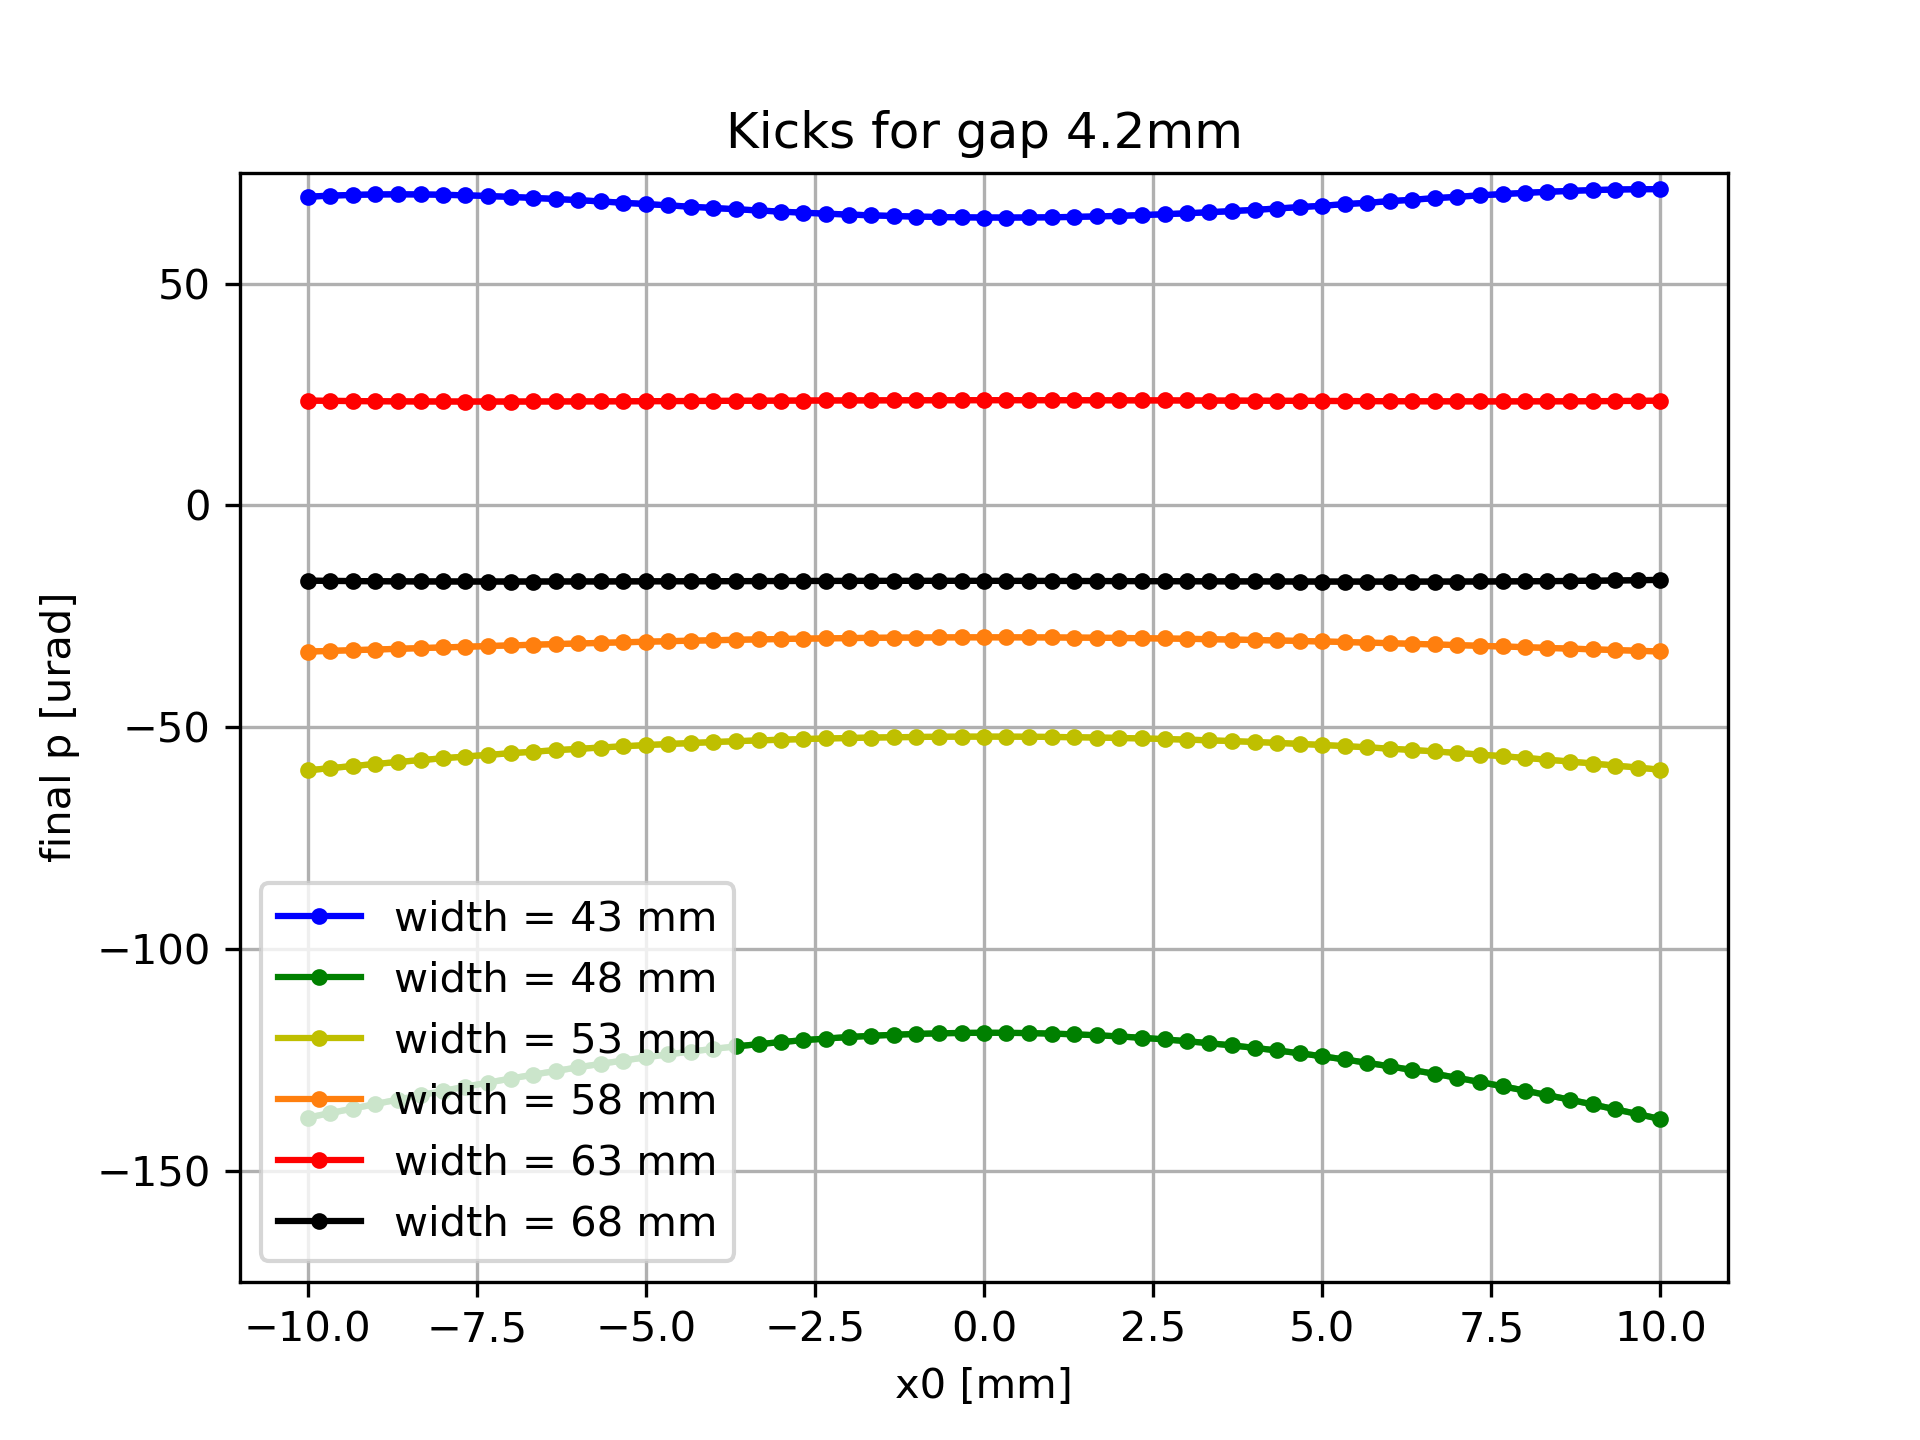 Kicks for gap 4.2mm
final p [urad]
50
0
−50
−100
−150
width = 43 mm
width = 48 mm
width = 53 mm
width = 58 mm
width = 63 mm
width = 68 mm
−10.0 −7.5 −5.0 −2.5 0.0 2.5 5.0 7.5 10.0
x0 [mm]